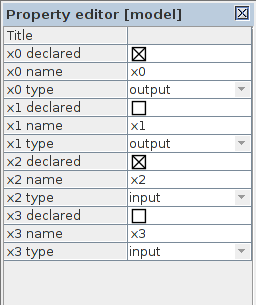 Property editor [model]
Title
x0 declared
x0 name x0
x0 type output
x1 declared
x1 name x1
x1 type output
x2 declared
x2 name x2
x2 type input
x3 declared
x3 name x3
x3 type input